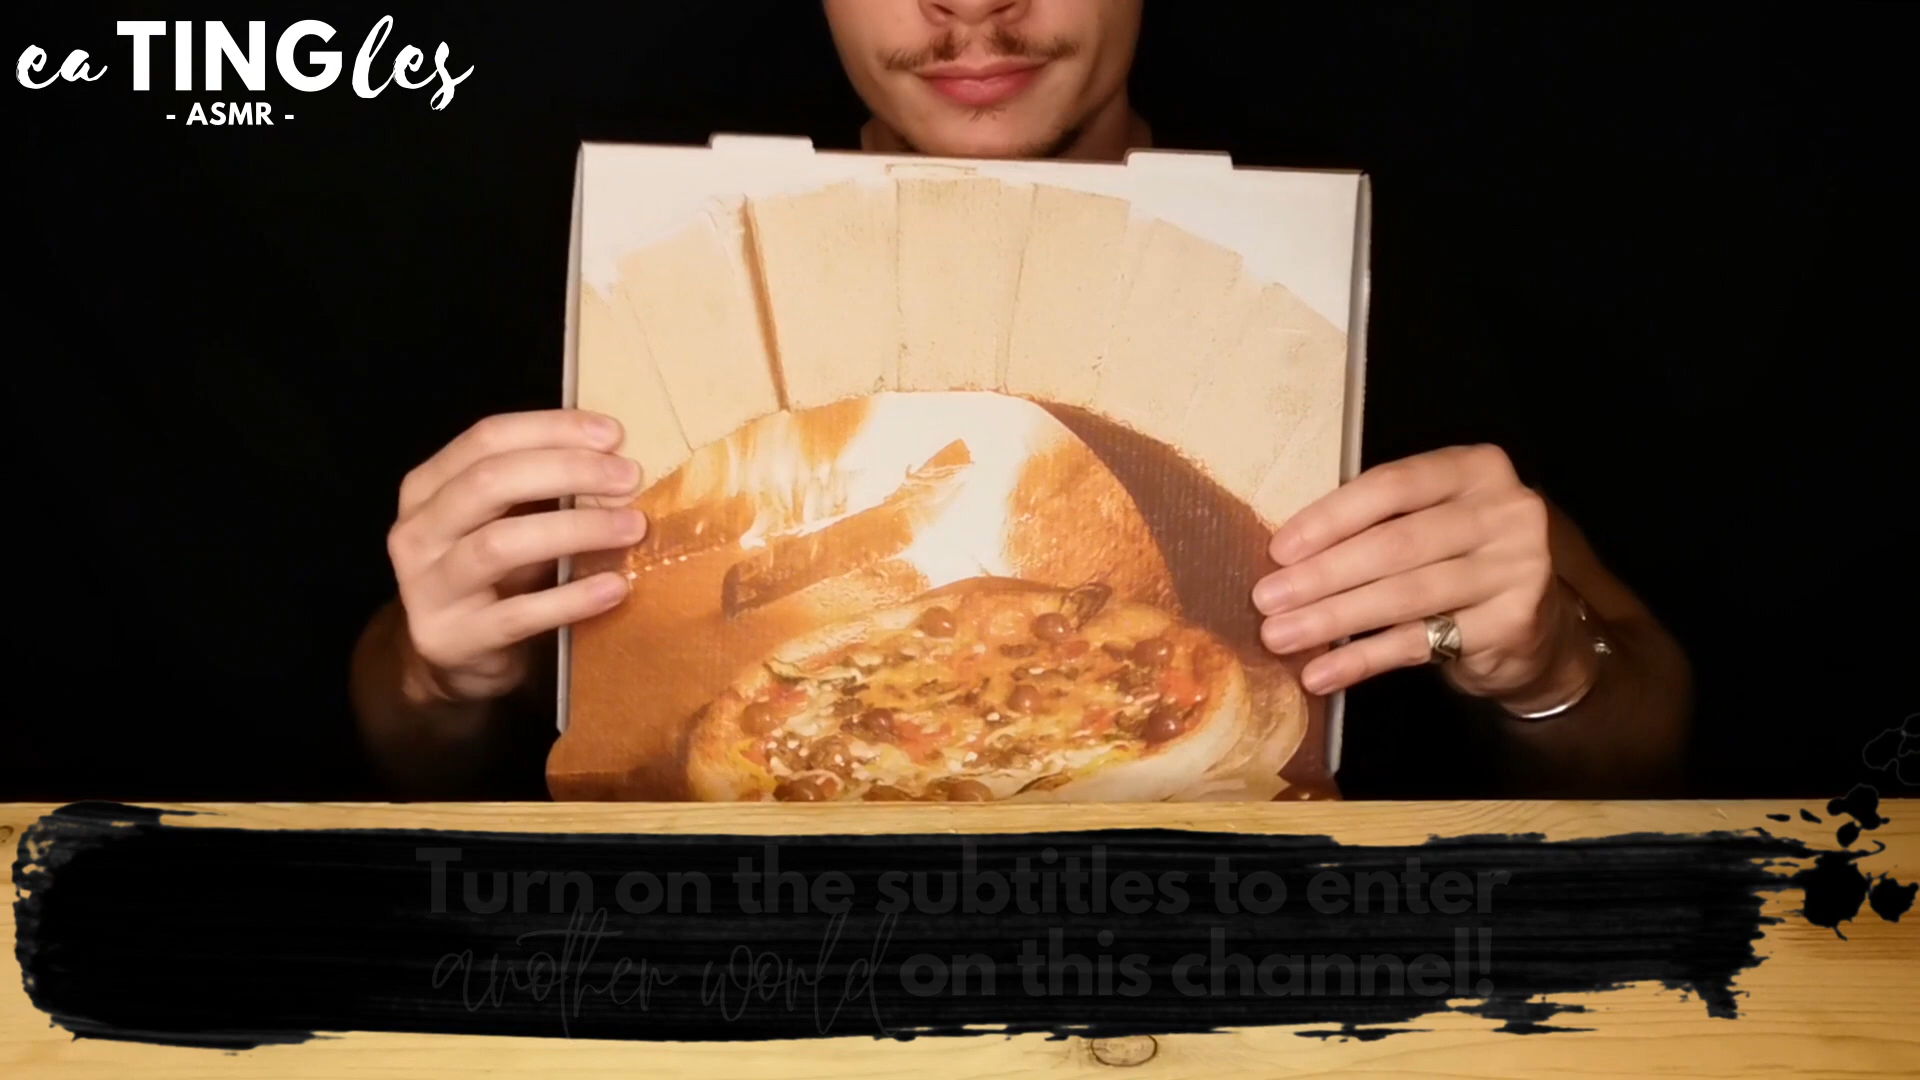 eaTINGles
- ASMR -
Turn on the subtitles to enter
another world on this channel!